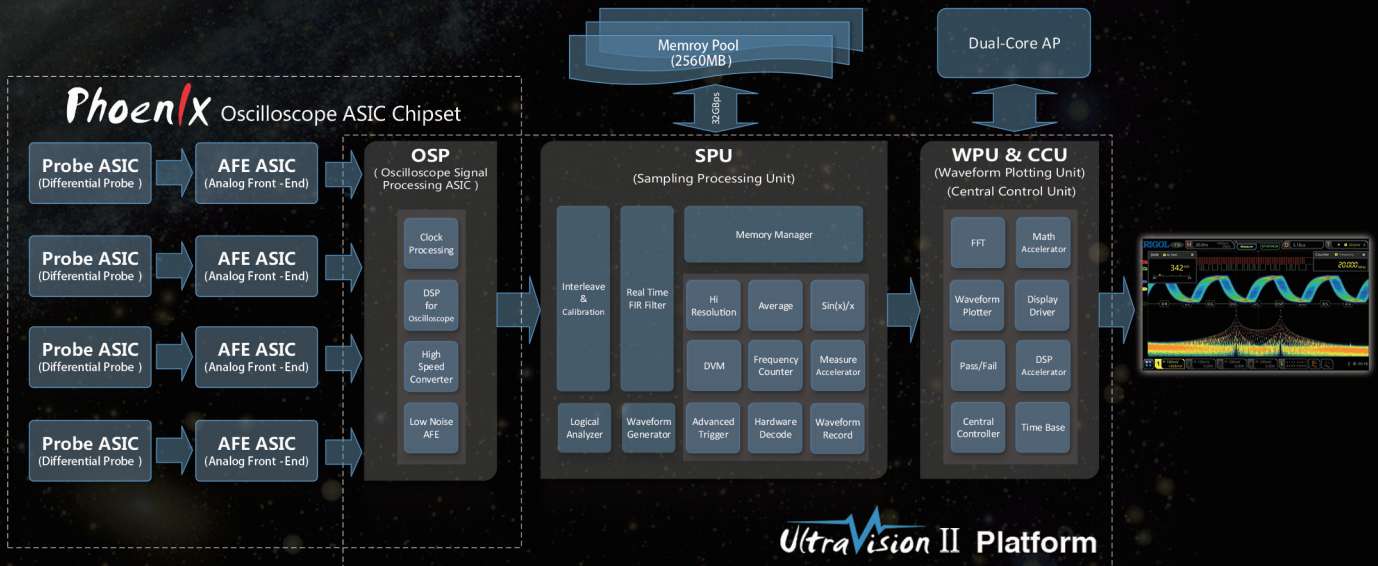 Memroy Pool
(2560MB)
Dual-Core AP
32GBps
PhoenIx Oscilloscope ASIC Chipset
Probe ASIC
(Differential Probe )
AFE ASIC
(Analog Front -End)
Probe ASIC
(Differential Probe )
AFE ASIC
(Analog Front -End)
Probe ASIC
(Differential Probe )
AFE ASIC
(Analog Front -End)
Probe ASIC
(Differential Probe )
AFE ASIC
(Analog Front -End)
OSP
( Oscilloscope Signal
Processing ASIC )
Clock
Processing
DSP
for
Oscilloscope
High
Speed
Converter
Low Noise
AFE
SPU
(Sampling Processing Unit)
Interleave
&
Calibration
Real Time
FIR Filter
Memory Manager
Hi
Resolution
Average
Sin(x)/x
DVM
Frequency
Counter
Measure
Accelerator
Logical
Analyzer
Waveform
Generator
Advanced
Trigger
Hardware
Decode
Waveform
Record
WPU & CCU
(Waveform Plotting Unit)
(Central Control Unit)
FFT
Math
Accelerator
Waveform
Plotter
Display
Driver
Pass/Fail
DSP
Accelerator
Central
Controller
Time Base
RIGOL
H
Measure
D
T
342
Counter
20.000
UltraVision II Platform